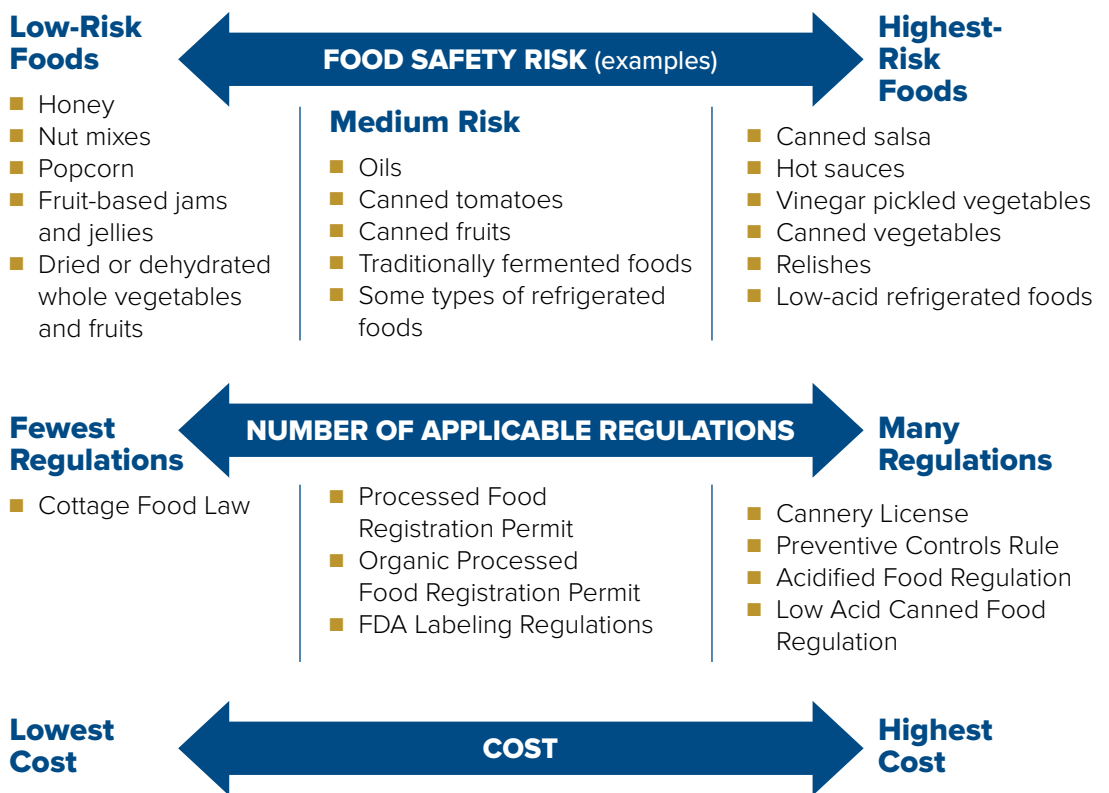 Low-Risk
Foods
FOOD SAFETY RISK (examples)
Highest-
Risk
Foods
Honey
Nut mixes
Popcorn
Fruit-based jams
and jellies
Dried or dehydrated
whole vegetables
and fruits
Medium Risk
Oils
Canned tomatoes
Canned fruits
Traditionally fermented foods
Some types of refrigerated
foods
Canned salsa
Hot sauces
Vinegar pickled vegetables
Canned vegetables
Relishes
Low-acid refrigerated foods
Fewest
Regulations
NUMBER OF APPLICABLE REGULATIONS
Many
Regulations
Cottage Food Law
Processed Food
Registration Permit
Organic Processed
Food Registration Permit
FDA Labeling Regulations
Cannery License
Preventive Controls Rule
Acidified Food Regulation
Low Acid Canned Food
Regulation
Lowest
Cost
COST
Highest
Cost